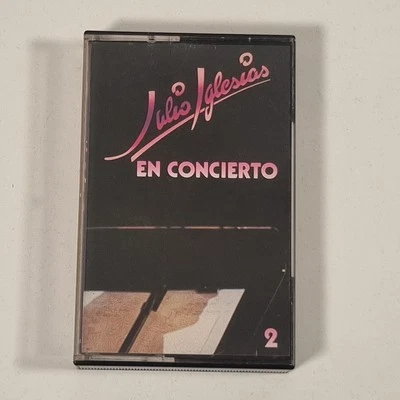 Julio Iglesias
EN CONCIERTO
2